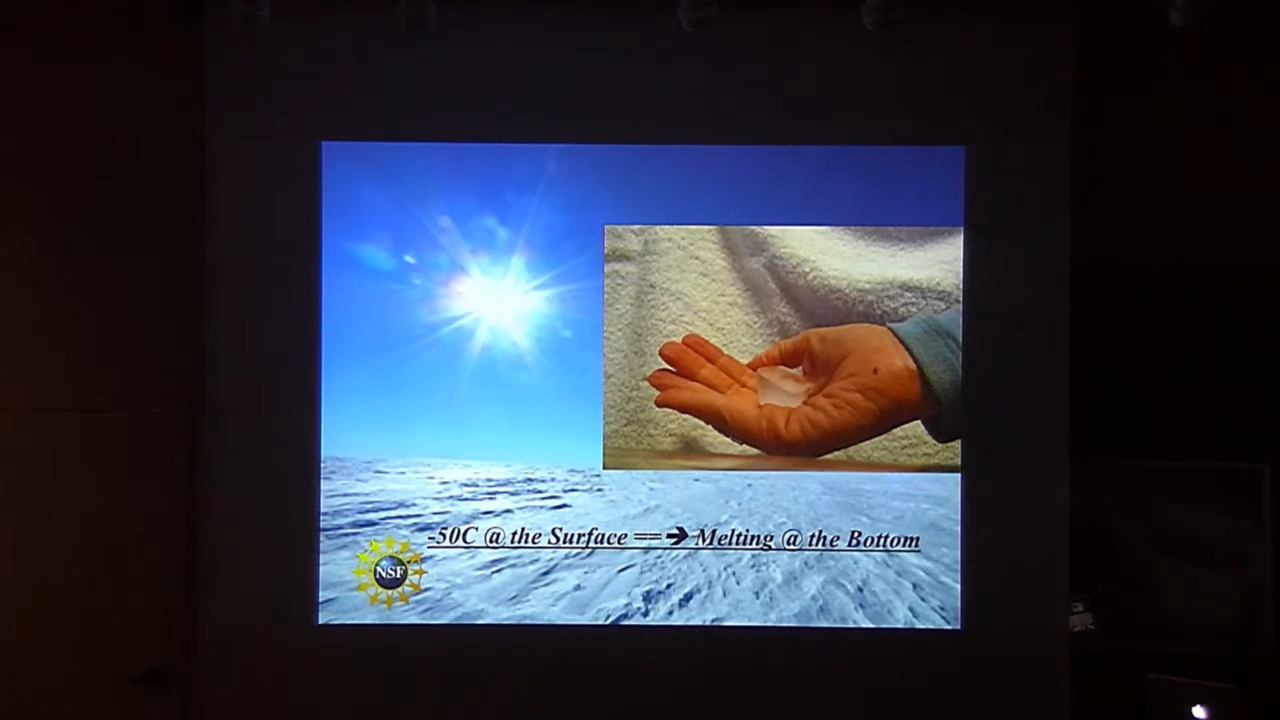 -50C @ the Surface ==➔ Melting @ the Bottom
NSF